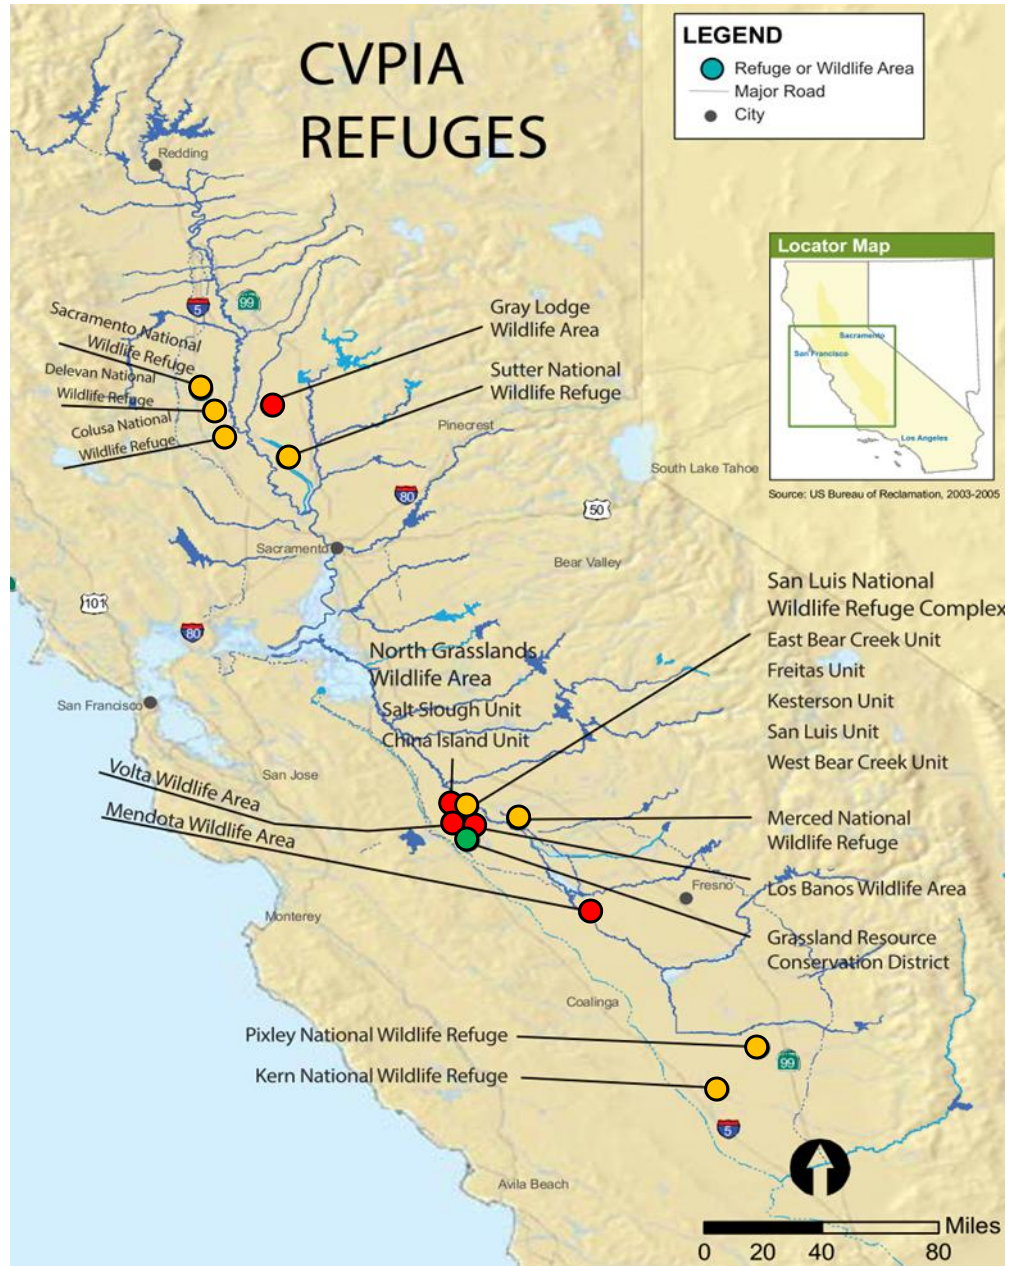 CVPIA
REFUGES
LEGEND
Refuge or Wildlife Area
Major Road
City
Redding
Locator Map
Sacramento
San Francisco
Los Angeles
Source: US Bureau of Reclamation, 2003-2005
5
99
Sacramento National
Wildlife Refuge
Delevan National
Wildlife Refuge
Colusa National
Wildlife Refuge
Gray Lodge
Wildlife Area
Sutter National
Wildlife Refuge
Pinecrest
South Lake Tahoe
80
50
Sacramento
Bear Valley
101
80
San Luis National
Wildlife Refuge Complex
East Bear Creek Unit
Freitas Unit
Kesterson Unit
San Luis Unit
West Bear Creek Unit
North Grasslands
Wildlife Area
Salt Slough Unit
China Island Unit
San Francisco
San Jose
Volta Wildlife Area
Mendota Wildlife Area
Merced National
Wildlife Refuge
Los Banos Wildlife Area
Fresno
Monterey
Grassland Resource
Conservation District
Coalinga
Pixley National Wildlife Refuge
99
Kern National Wildlife Refuge
5
Avila Beach
Miles
0 20 40 80